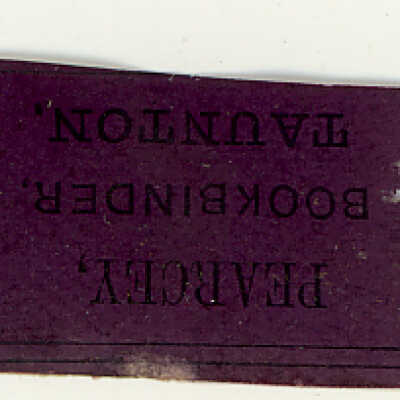 PEARCEY,
BOOKBINDER,
TAUNTON.